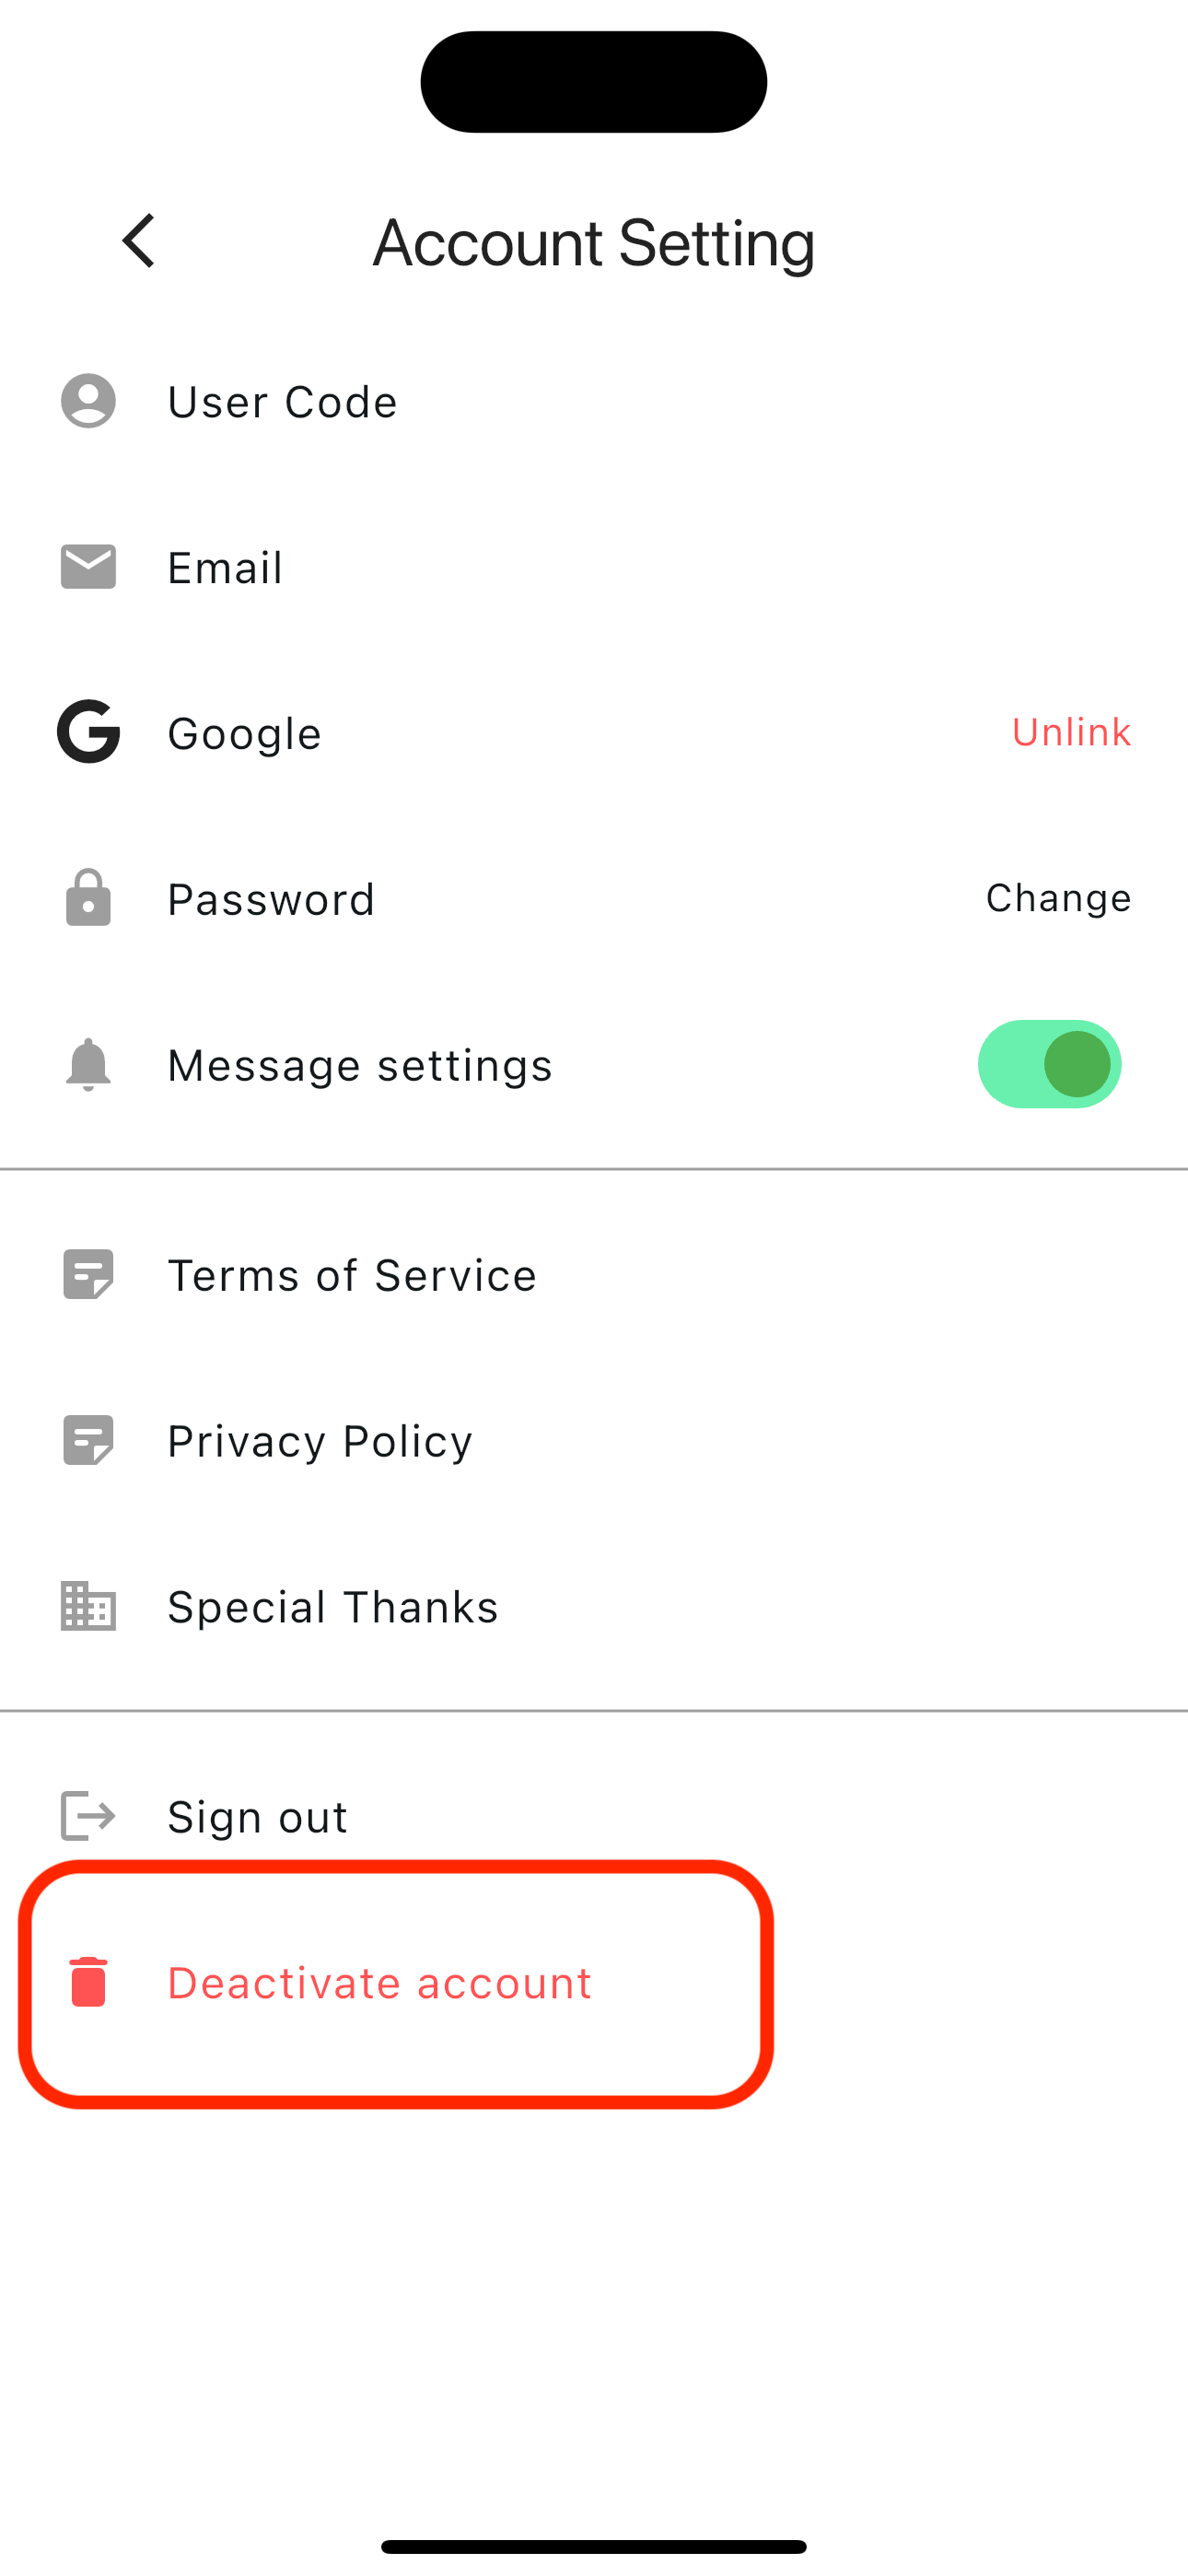 Account Setting
User Code
Email
Google Unlink
Password Change
Message settings
Terms of Service
Privacy Policy
Special Thanks
Sign out
Deactivate account